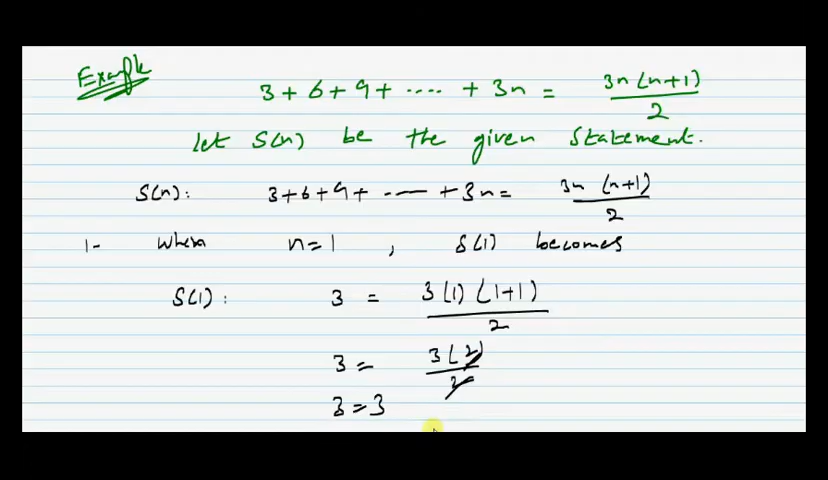 Example
3 + 6 + 9 + .... + 3n = 3n(n+1)/2
let S(n) be the given statement.
S(n): 3+6+9+ ---- +3n = 3n (n+1)/2
1- when n=1 , S(1) becomes
S(1): 3 = 3(1)(1+1)/2
3 = 3(2)/2
3=3